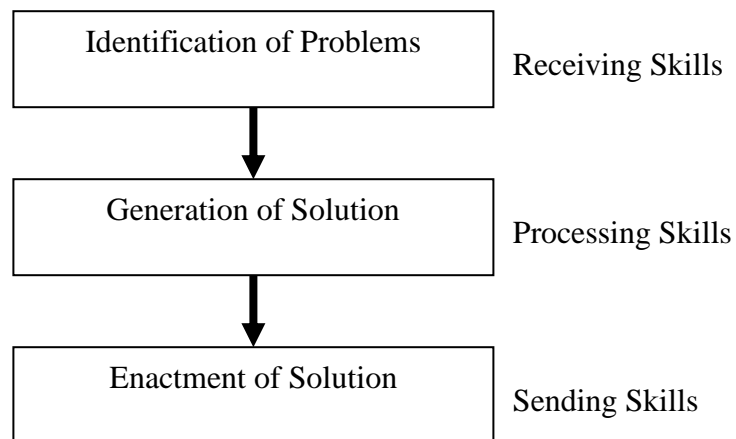 Identification of Problems
Receiving Skills
Generation of Solution
Processing Skills
Enactment of Solution
Sending Skills